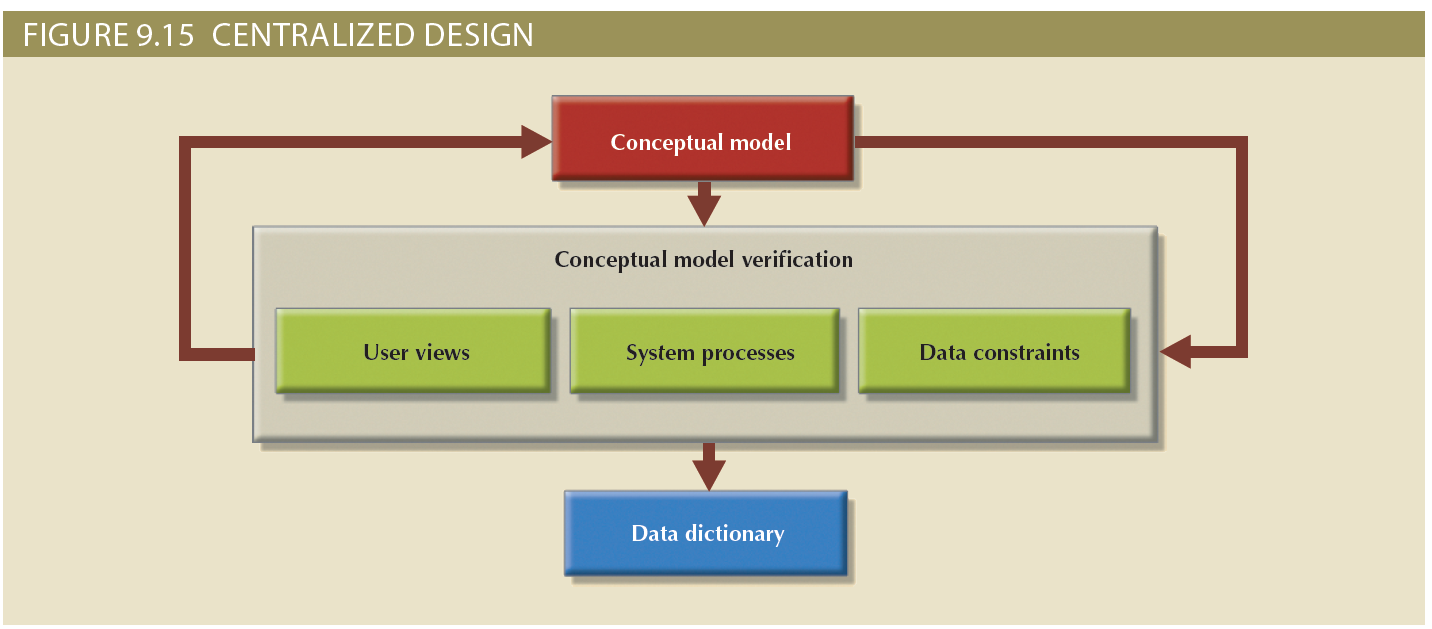 FIGURE 9.15 CENTRALIZED DESIGN
Conceptual model
Conceptual model verification
User views
System processes
Data constraints
Data dictionary